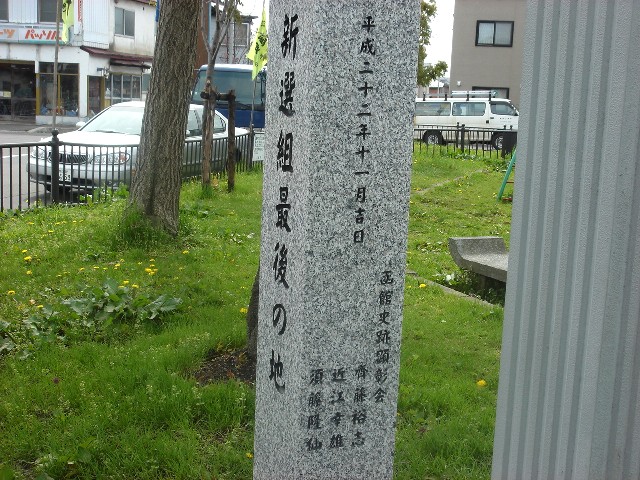 新選組最後の地
平成二十二年十一月吉日
函館史跡顕彰会
齊藤裕志
近江幸雄
須藤隆仙